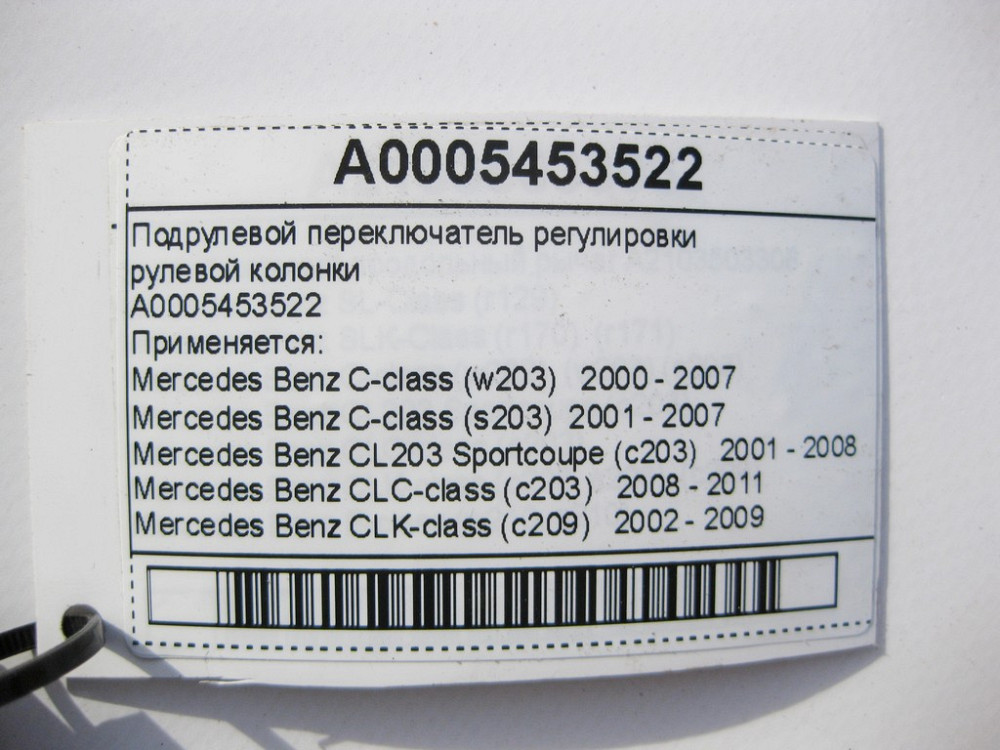 A0005453522
Подрулевой переключатель регулировки
рулевой колонки
A0005453522
Применяется:
Mercedes Benz C-class (w203) 2000 - 2007
Mercedes Benz C-class (s203) 2001 - 2007
Mercedes Benz CL203 Sportcoupe (c203) 2001 - 2008
Mercedes Benz CLC-class (c203) 2008 - 2011
Mercedes Benz CLK-class (c209) 2002 - 2009